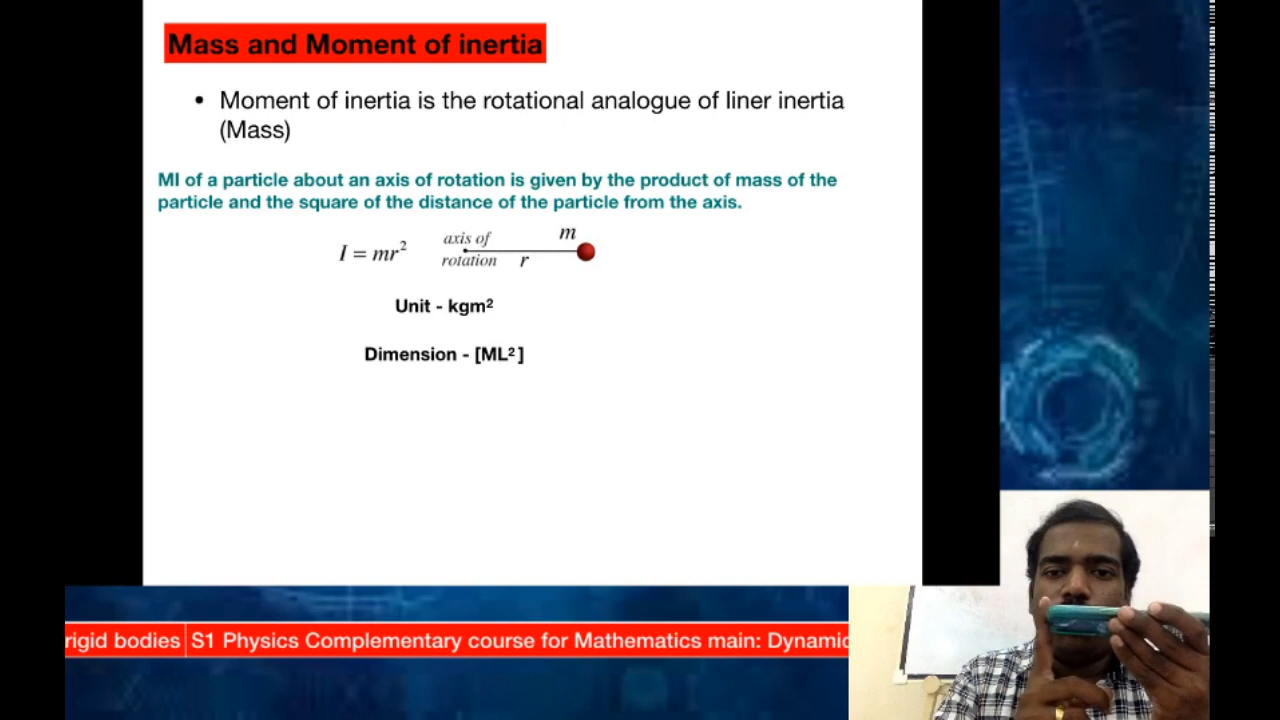 Mass and Moment of inertia
• Moment of inertia is the rotational analogue of liner inertia
(Mass)
MI of a particle about an axis of rotation is given by the product of mass of the
particle and the square of the distance of the particle from the axis.
I = mr²
axis of
rotation
r
m
Unit - kgm²
Dimension - [ML²]
rigid bodies S1 Physics Complementary course for Mathematics main: Dynamic